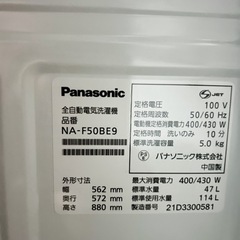 Panasonic
全自動電気洗濯機
品番
NA-F50BE9
JET
定格電圧 100 V
定格周波数 50/60 Hz
電動機定格消費電力 400/430 W
定格時間 洗いのみ 10 分
標準洗濯容量 5.0 kg
パナソニック株式会社
中国製
外形寸法
幅 562 mm
奥行 572 mm
高さ 880 mm
最大消費電力 400/430 W
標準水量 47 L
標準使用水量 114 L
製造番号 21D3300581